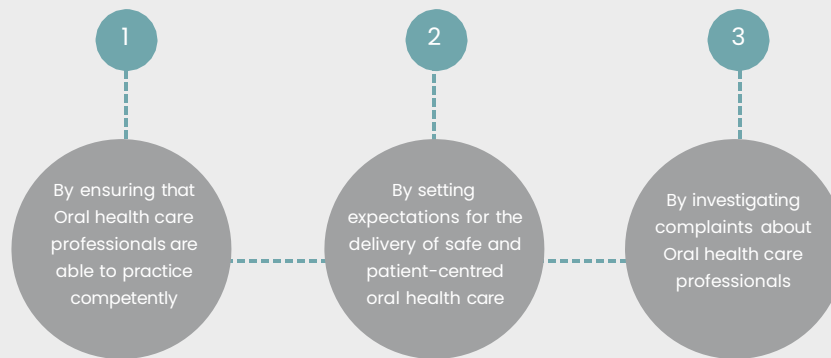 1
By ensuring that
Oral health care
professionals are
able to practice
competently
2
By setting
expectations for the
delivery of safe and
patient-centred
oral health care
3
By investigating
complaints about
Oral health care
professionals